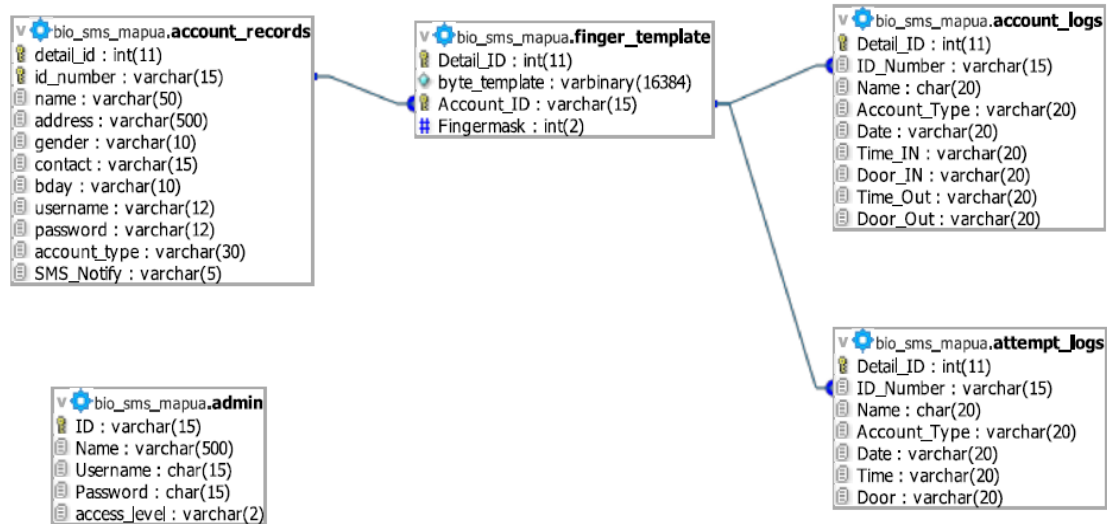 v bio_sms_mapua.account_records
detail_id : int(11)
id_number : varchar(15)
name : varchar(50)
address : varchar(500)
gender : varchar(10)
contact : varchar(15)
bday : varchar(10)
username : varchar(12)
password : varchar(12)
account_type : varchar(30)
SMS_Notify : varchar(5)
v bio_sms_mapua.finger_template
Detail_ID : int(11)
byte_template : varbinary(16384)
Account_ID : varchar(15)
# Fingermask : int(2)
v bio_sms_mapua.account_logs
Detail_ID : int(11)
ID_Number : varchar(15)
Name : char(20)
Account_Type : varchar(20)
Date : varchar(20)
Time_IN : varchar(20)
Door_IN : varchar(20)
Time_Out : varchar(20)
Door_Out : varchar(20)
v bio_sms_mapua.admin
ID : varchar(15)
Name : varchar(500)
Username : char(15)
Password : char(15)
access_level : varchar(2)
v bio_sms_mapua.attempt_logs
Detail_ID : int(11)
ID_Number : varchar(15)
Name : char(20)
Account_Type : varchar(20)
Date : varchar(20)
Time : varchar(20)
Door : varchar(20)